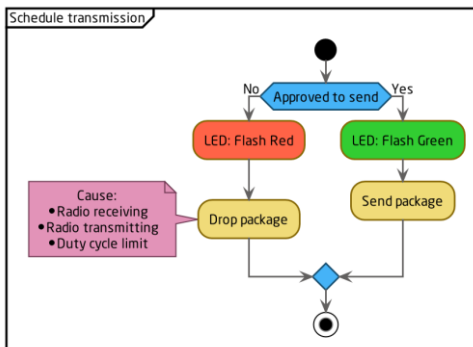 Schedule transmission
Approved to send
No
Yes
LED: Flash Red
LED: Flash Green
Cause:
•Radio receiving
•Radio transmitting
•Duty cycle limit
Drop package
Send package